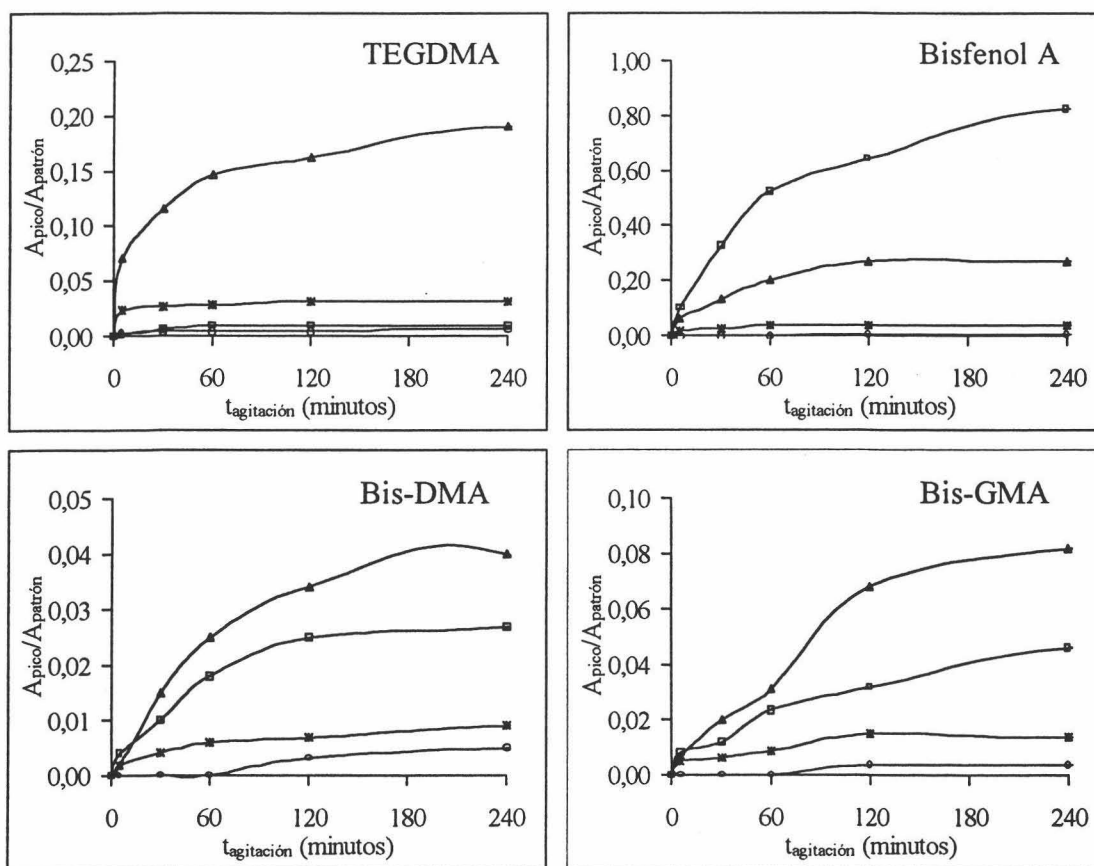 TEGDMA
0,25
0,20
0,15
0,10
0,05
0,00
Apico/Apatrón
0 60 120 180 240
tagitación (minutos)
Bisfenol A
1,00
0,80
0,60
0,40
0,20
0,00
Apico/Apatrón
0 60 120 180 240
tagitación (minutos)
Bis-DMA
0,05
0,04
0,03
0,02
0,01
0,00
Apico/Apatrón
0 60 120 180 240
tagitación (minutos)
Bis-GMA
0,10
0,08
0,06
0,04
0,02
0,00
Apico/Apatrón
0 60 120 180 240
tagitación (minutos)